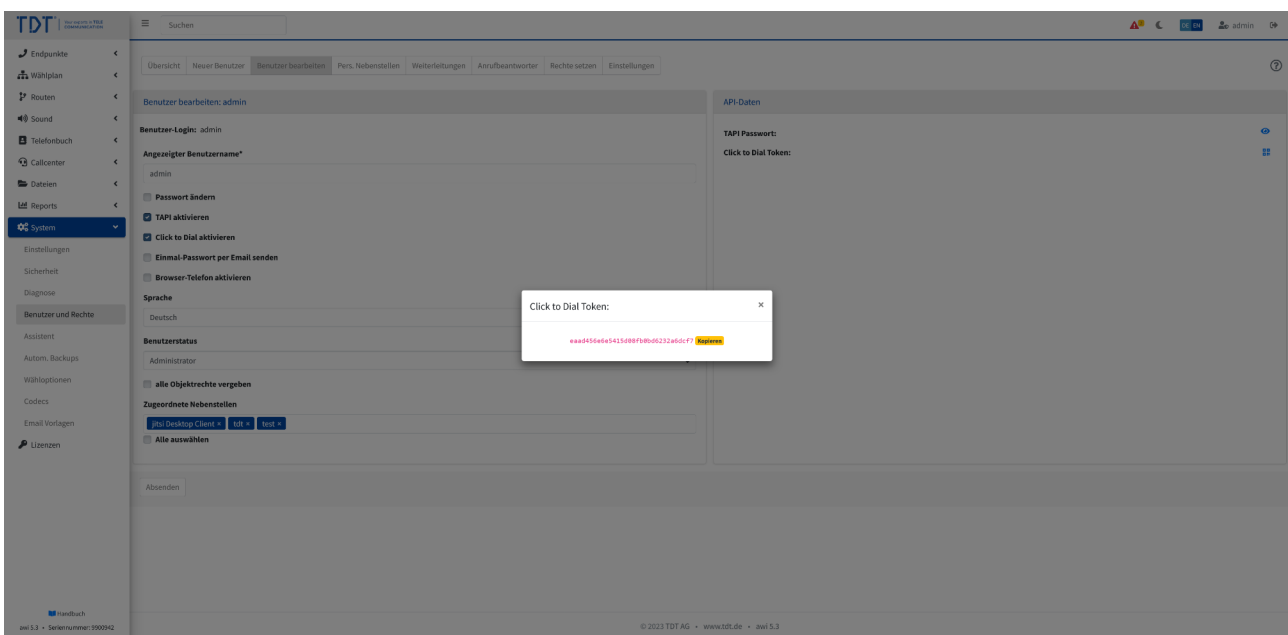 TDT
Suchen
DE EN
admin
Endpunkte
Wählplan
Routen
Sound
Telefonbuch
Callcenter
Dateien
Reports
System
Einstellungen
Sicherheit
Diagnose
Benutzer und Rechte
Assistent
Autom. Backups
Wähloptionen
Codecs
Email Vorlagen
Lizenzen
Handbuch
awi 5.3 • Seriennummer: 5900942
Übersicht Neuer Benutzer Benutzer bearbeiten Pers. Nebenstellen Weiterleitungen Anrufbeantworter Rechte setzen Einstellungen
Benutzer bearbeiten: admin
Benutzer-Login: admin
Angezeigter Benutzername*
admin
Passwort ändern
TAPI aktivieren
Click to Dial aktivieren
Einmal-Passwort per Email senden
Browser-Telefon aktivieren
Sprache
Deutsch
Benutzerstatus
Administrator
alle Objektrechte vergeben
Zugeordnete Nebenstellen
jitsi Desktop Client × tdt × test ×
Alle auswählen
Absenden
API-Daten
TAPI Passwort:
Click to Dial Token:
Click to Dial Token: ×
eaad456e6e5415d00fb0bd6232a6dcf7 Kopieren
© 2023 TDT AG • www.tdt.de • awi 5.3